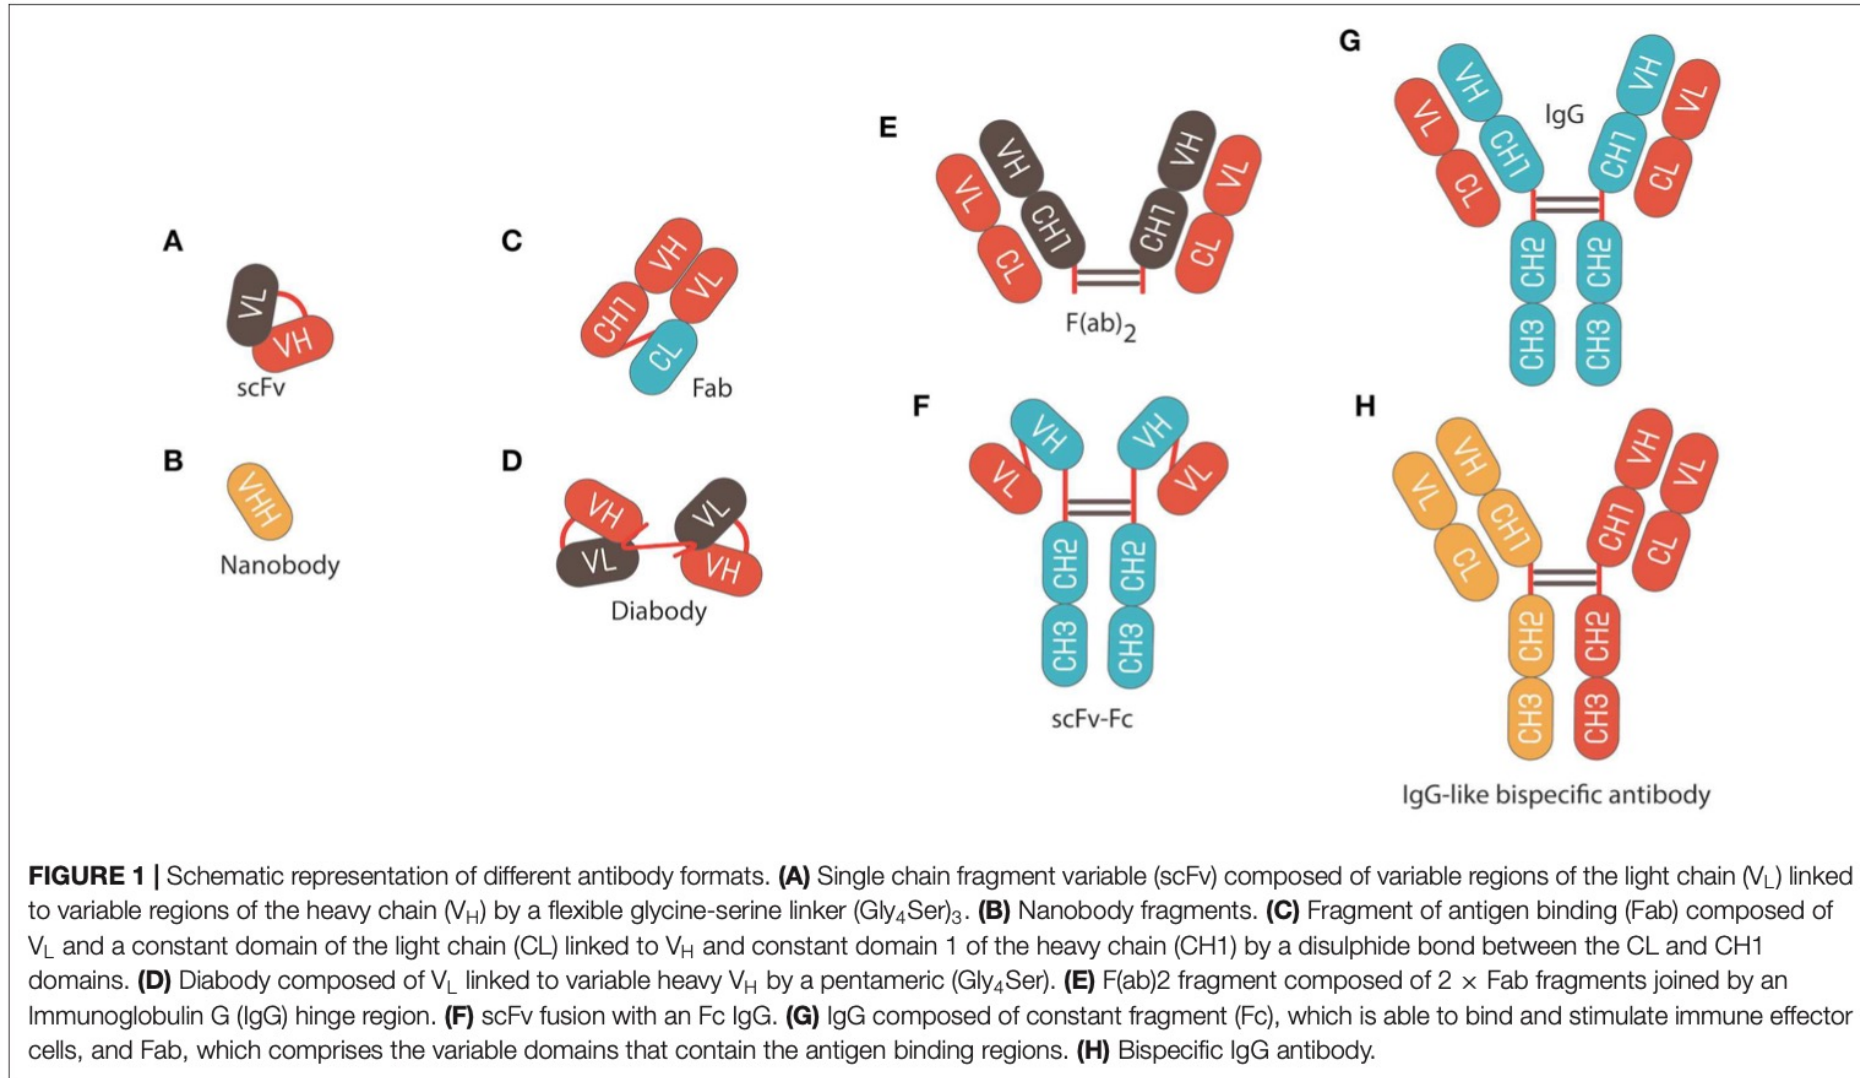 A
VL
VH
scFv
B
VHH
Nanobody
C
VH
VL
CH1
CL
Fab
D
VH
VL
VL
VH
Diabody
E
VH
VL
CH1
CL
VH
VL
CH1
CL
F(ab)2
F
VH
VL
VH
VL
CH2
CH2
CH3
CH3
scFv-Fc
G
VH
VL
CH1
CL
IgG
VH
VL
CH1
CL
CH2
CH2
CH3
CH3
H
VH
VL
CH1
CL
VH
VL
CH1
CL
CH2
CH2
CH3
CH3
IgG-like bispecific antibody
FIGURE 1 | Schematic representation of different antibody formats. (A) Single chain fragment variable (scFv) composed of variable regions of the light chain (VL) linked
to variable regions of the heavy chain (VH) by a flexible glycine-serine linker (Gly4Ser)3. (B) Nanobody fragments. (C) Fragment of antigen binding (Fab) composed of
VL and a constant domain of the light chain (CL) linked to VH and constant domain 1 of the heavy chain (CH1) by a disulphide bond between the CL and CH1
domains. (D) Diabody composed of VL linked to variable heavy VH by a pentameric (Gly4Ser). (E) F(ab)2 fragment composed of 2 × Fab fragments joined by an
Immunoglobulin G (IgG) hinge region. (F) scFv fusion with an Fc IgG. (G) IgG composed of constant fragment (Fc), which is able to bind and stimulate immune effector
cells, and Fab, which comprises the variable domains that contain the antigen binding regions. (H) Bispecific IgG antibody.